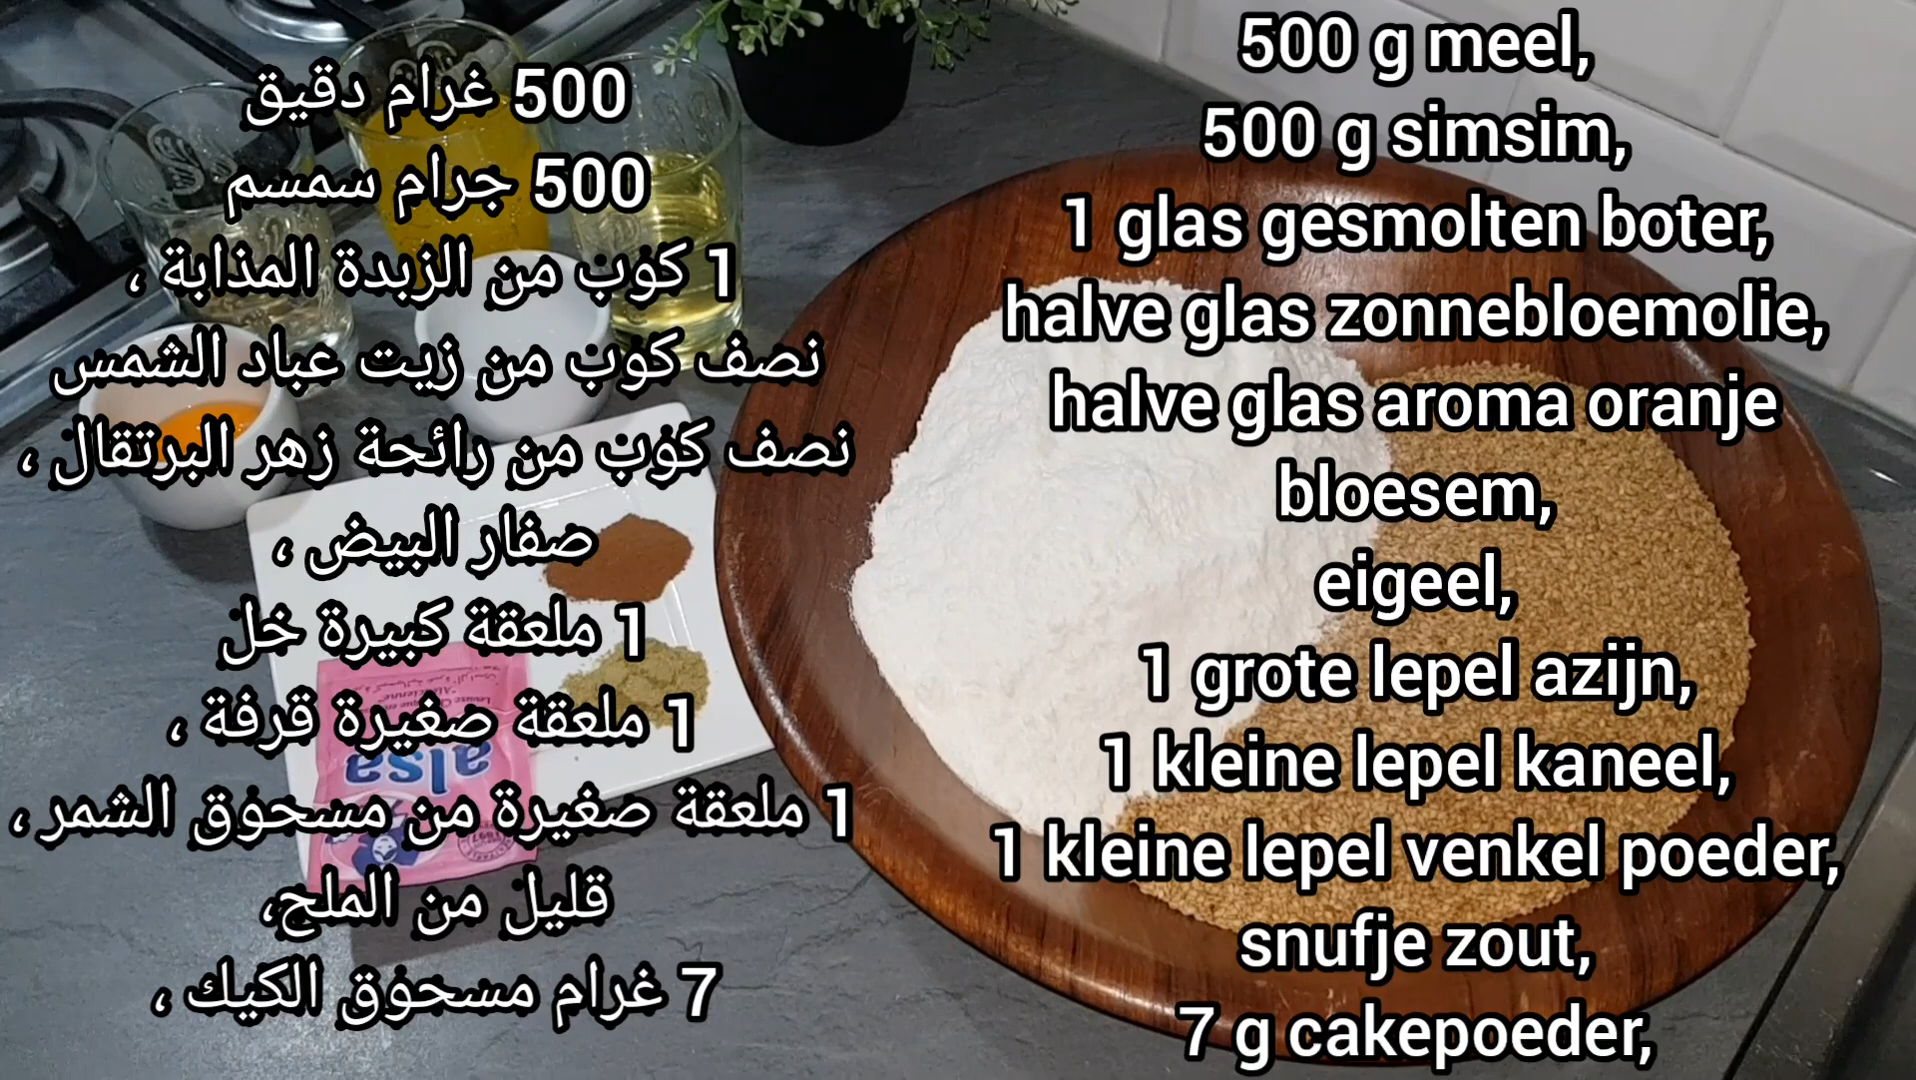 500 غرام دقيق
500 جرام سمسم
1 كوب من الزبدة المذابة ،
نصف كوب من زيت عباد الشمس
نصف كوب من رائحة زهر البرتقال ،
صفار البيض ،
1 ملعقة كبيرة خل
1 ملعقة صغيرة قرفة ،
1 ملعقة صغيرة من مسحوق الشمر ،
قليل من الملح،
7 غرام مسحوق الكيك ،
500 g meel,
500 g simsim,
1 glas gesmolten boter,
halve glas zonnebloemolie,
halve glas aroma oranje
bloesem,
eigeel,
1 grote lepel azijn,
1 kleine lepel kaneel,
1 kleine lepel venkel poeder,
snufje zout,
7 g cakepoeder,
alsa